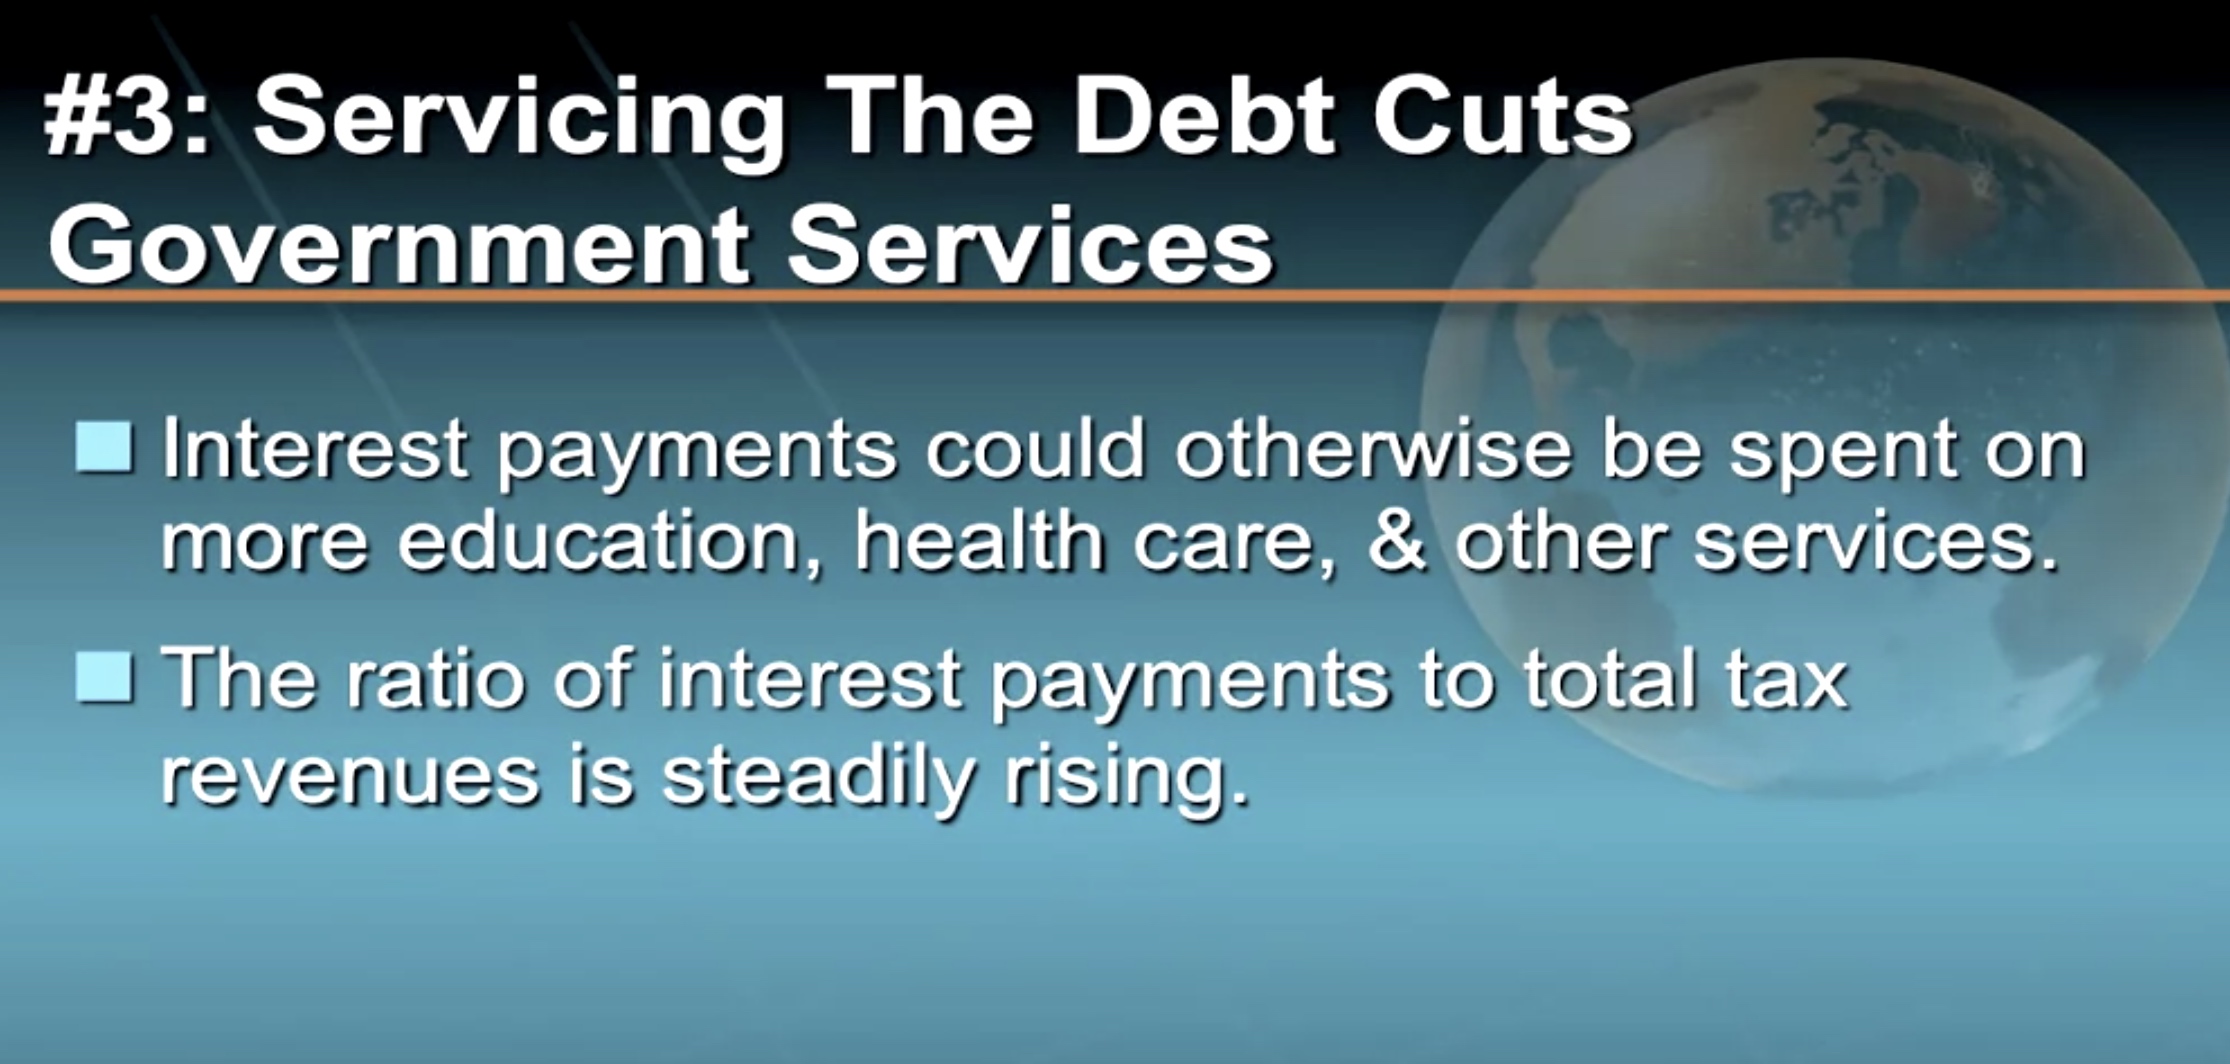 #3: Servicing The Debt Cuts
Government Services
Interest payments could otherwise be spent on
more education, health care, & other services.
The ratio of interest payments to total tax
revenues is steadily rising.